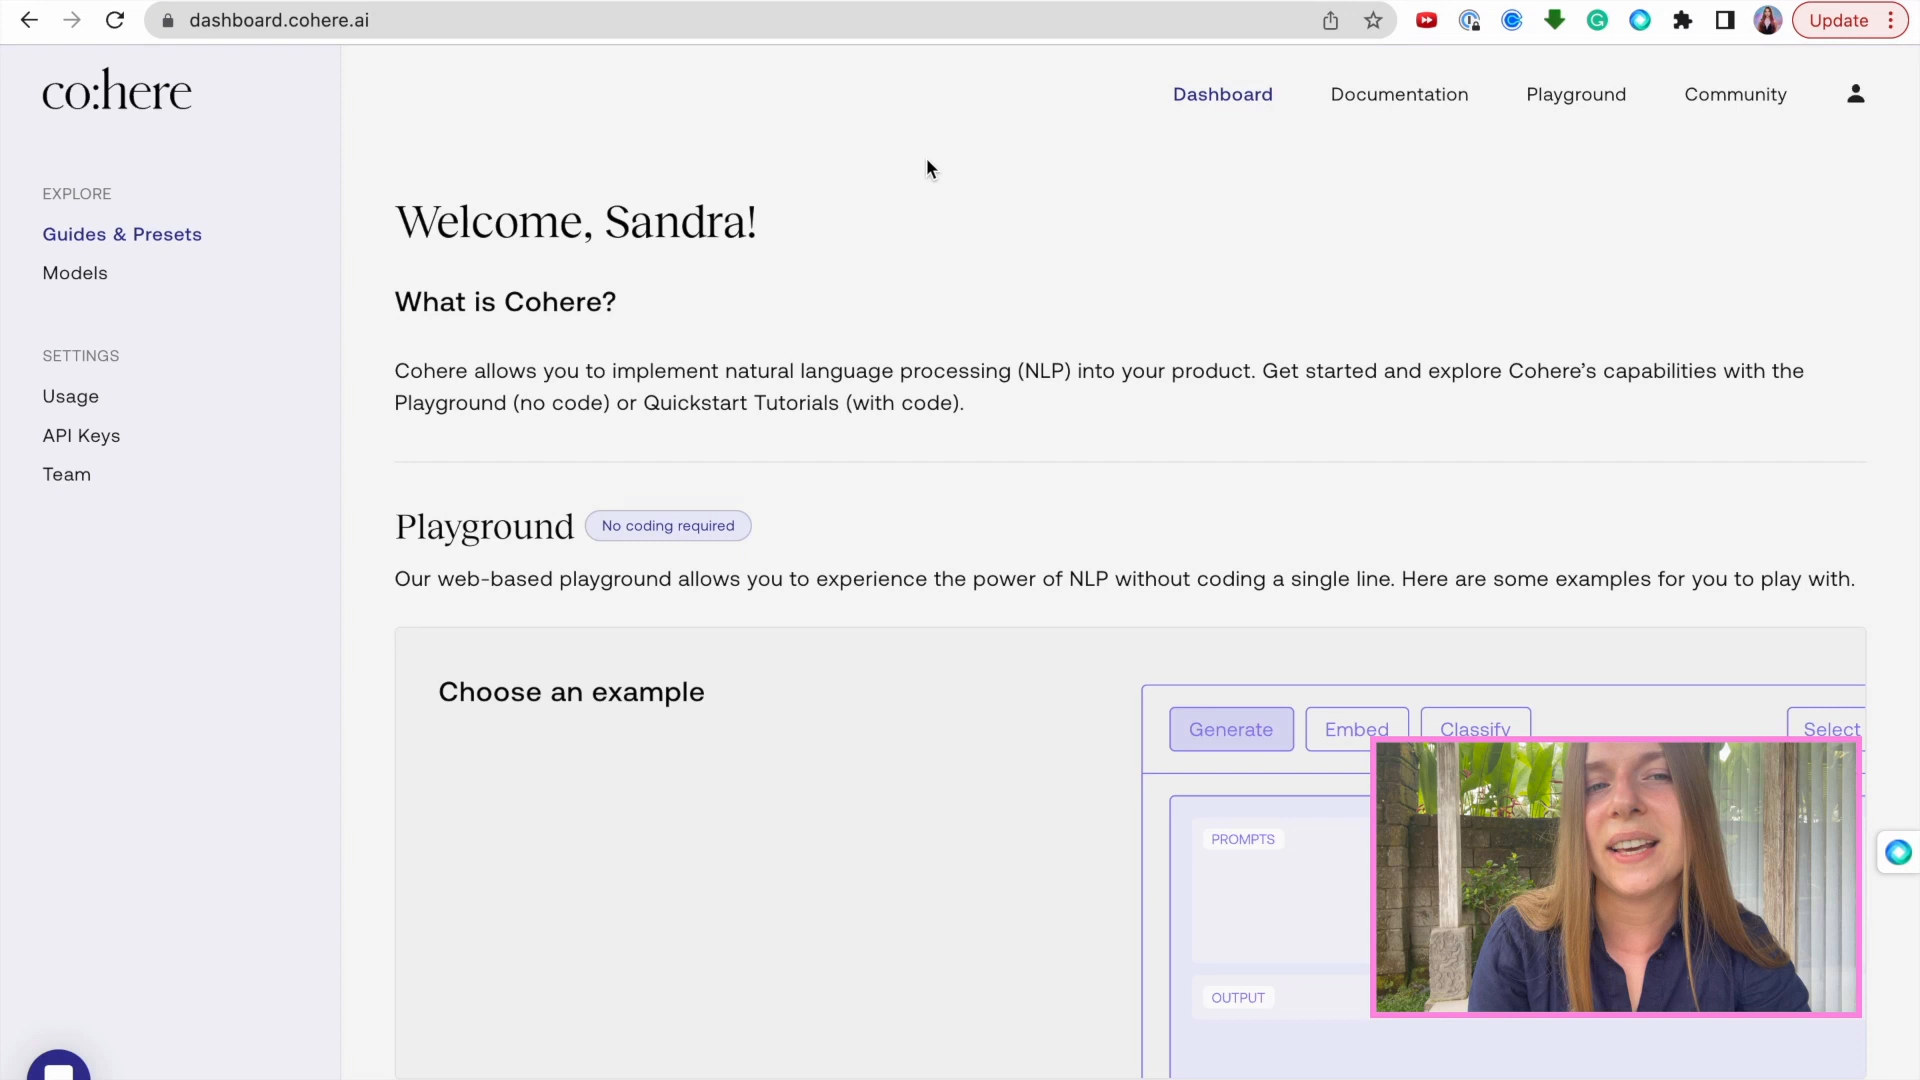 dashboard.cohere.ai
Update
co:here
Dashboard
Documentation
Playground
Community
EXPLORE
Guides & Presets
Models
SETTINGS
Usage
API Keys
Team
Welcome, Sandra!
What is Cohere?
Cohere allows you to implement natural language processing (NLP) into your product. Get started and explore Cohere’s capabilities with the
Playground (no code) or Quickstart Tutorials (with code).
Playground
No coding required
Our web-based playground allows you to experience the power of NLP without coding a single line. Here are some examples for you to play with.
Choose an example
Generate
Embed
Classify
Select
PROMPTS
OUTPUT